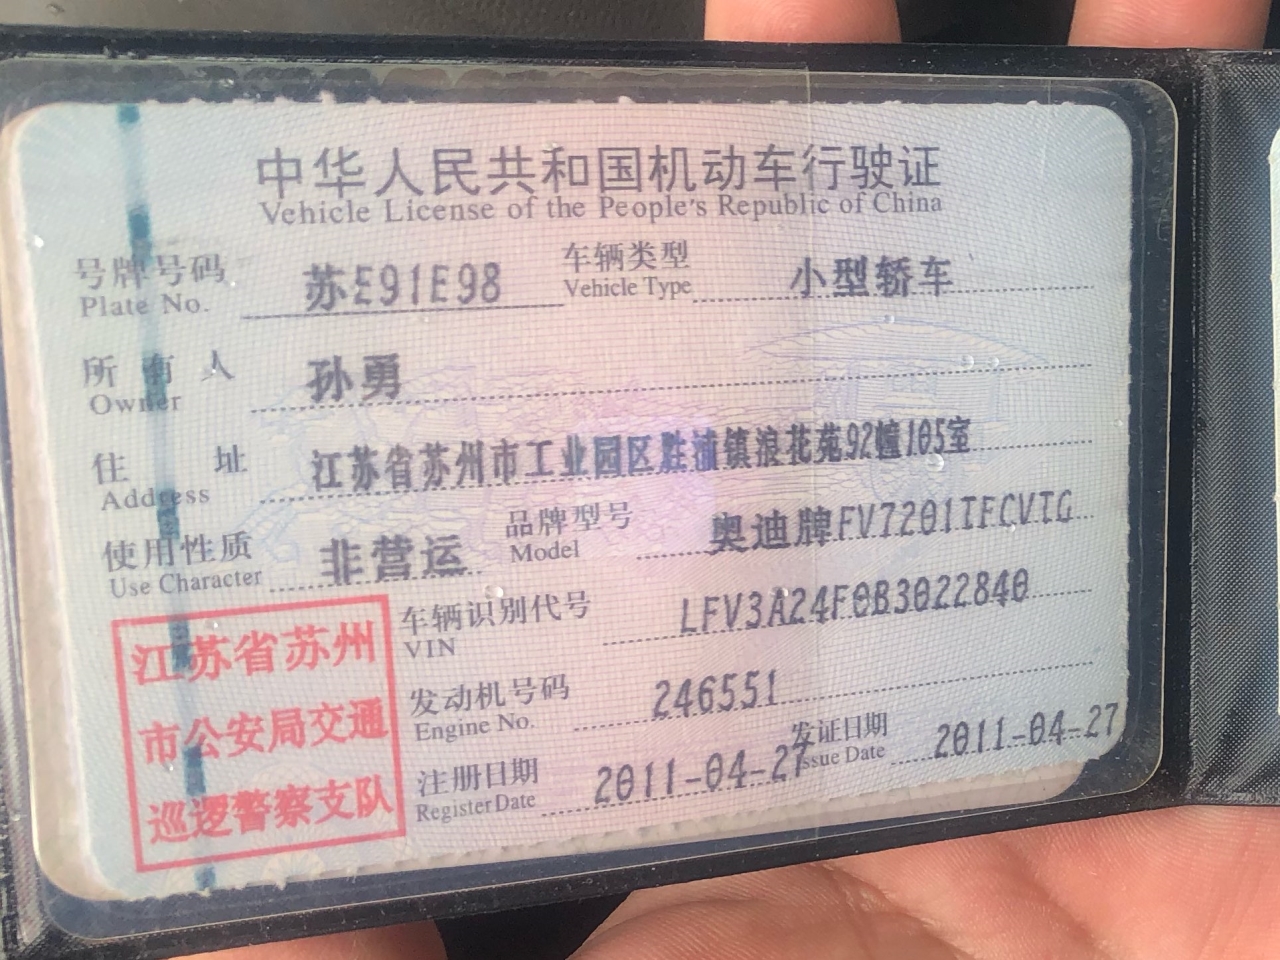 中华人民共和国机动车行驶证
Vehicle License of the People's Republic of China
号牌号码 苏E91E98 车辆类型 小型轿车
Plate No. Vehicle Type
所有人 孙勇
Owner
住址 江苏省苏州市工业园区胜浦镇浪花苑92幢105室
Address
使用性质 非营运 品牌型号 奥迪牌FV7201TFCVTG
Use Character Model
车辆识别代号 LFV3A24F0B3022840
VIN
发动机号码 246551
Engine No.
注册日期 2011-04-27 发证日期 2011-04-27
Register Date Issue Date
江苏省苏州
市公安局交通
巡逻警察支队